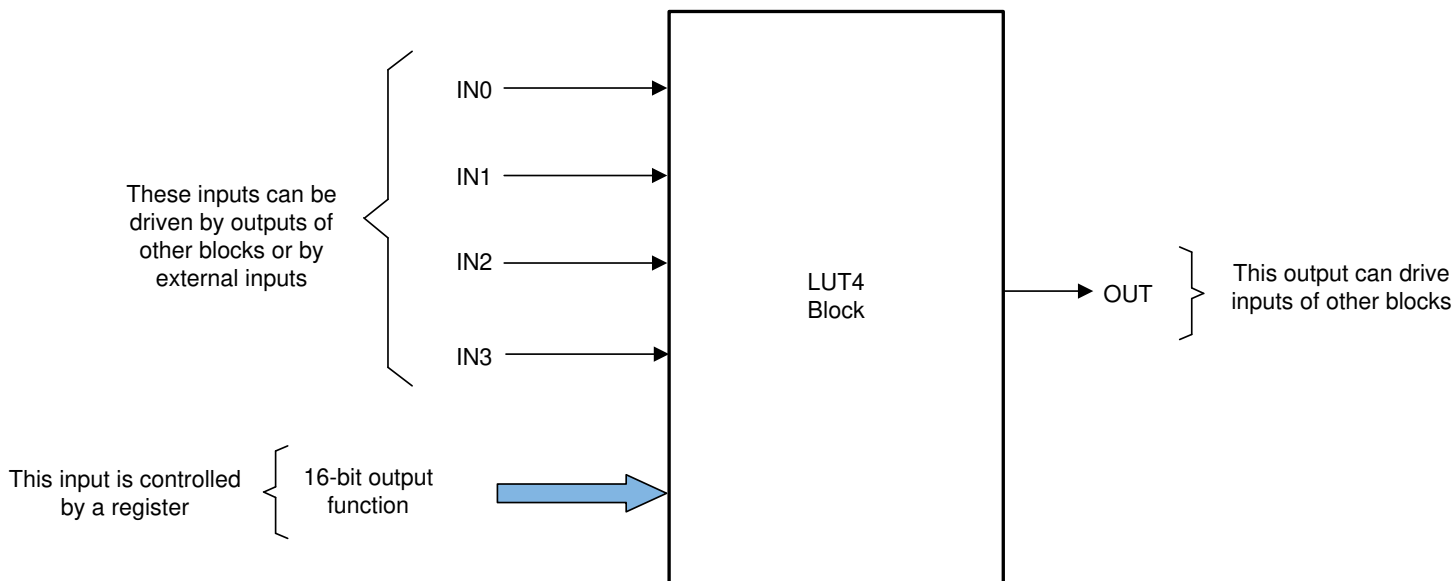 IN0
IN1
These inputs can be
driven by outputs of
other blocks or by
external inputs
IN2
IN3
This input is controlled
by a register
16-bit output
function
LUT4
Block
OUT
This output can drive
inputs of other blocks